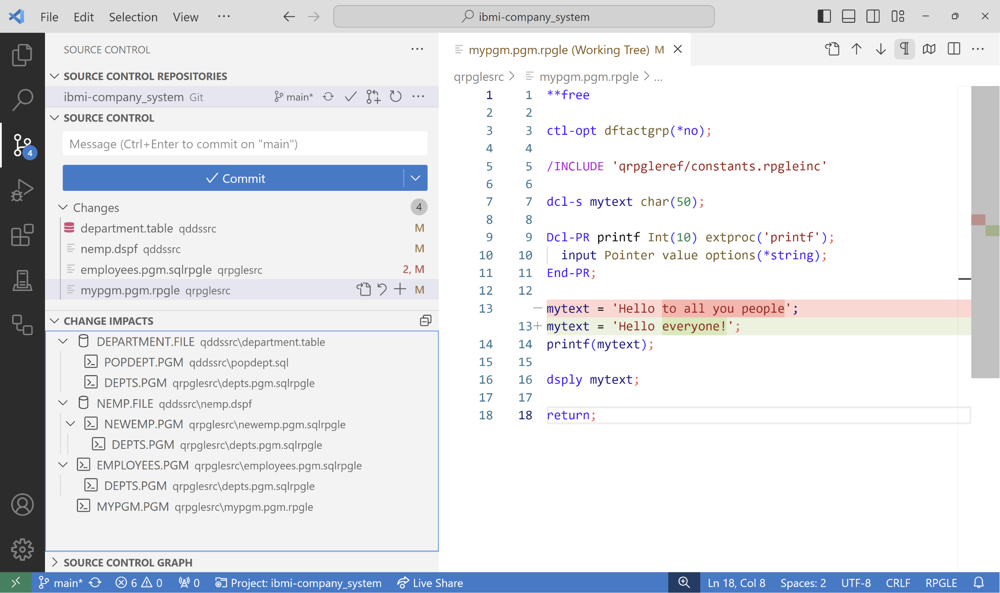 File Edit Selection View ··· ibmi-company_system
SOURCE CONTROL ···
SOURCE CONTROL REPOSITORIES
ibmi-company_system Git main* ···
SOURCE CONTROL
Message (Ctrl+Enter to commit on "main")
Commit
Changes 4
department.table qddssrc M
nemp.dspf qddssrc M
employees.pgm.sqlrpgle qrpglesrc 2, M
mypgm.pgm.rpgle qrpglesrc M
CHANGE IMPACTS
DEPARTMENT.FILE qddssrc\department.table
POPDEPT.PGM qddssrc\popdept.sql
DEPTS.PGM qrpglesrc\depts.pgm.sqlrpgle
NEMP.FILE qddssrc\nemp.dspf
NEWEMP.PGM qrpglesrc\newemp.pgm.sqlrpgle
DEPTS.PGM qrpglesrc\depts.pgm.sqlrpgle
EMPLOYEES.PGM qrpglesrc\employees.pgm.sqlrpgle
DEPTS.PGM qrpglesrc\depts.pgm.sqlrpgle
MYPGM.PGM qrpglesrc\mypgm.pgm.rpgle
SOURCE CONTROL GRAPH
4
mypgm.pgm.rpgle (Working Tree) M
qrpglesrc > mypgm.pgm.rpgle > ...
1 1 **free
2 2
3 3 ctl-opt dftactgrp(*no);
4 4
5 5 /INCLUDE 'qrpgleref/constants.rpgleinc'
6 6
7 7 dcl-s mytext char(50);
8 8
9 9 Dcl-PR printf Int(10) extproc('printf');
10 10 input Pointer value options(*string);
11 11 End-PR;
12 12
13 — mytext = 'Hello to all you people';
13+ mytext = 'Hello everyone!';
14 14 printf(mytext);
15 15
16 16 dsply mytext;
17 17
18 18 return;
main* 6 0 0 Project: ibmi-company_system Live Share Ln 18, Col 8 Spaces: 2 UTF-8 CRLF RPGLE